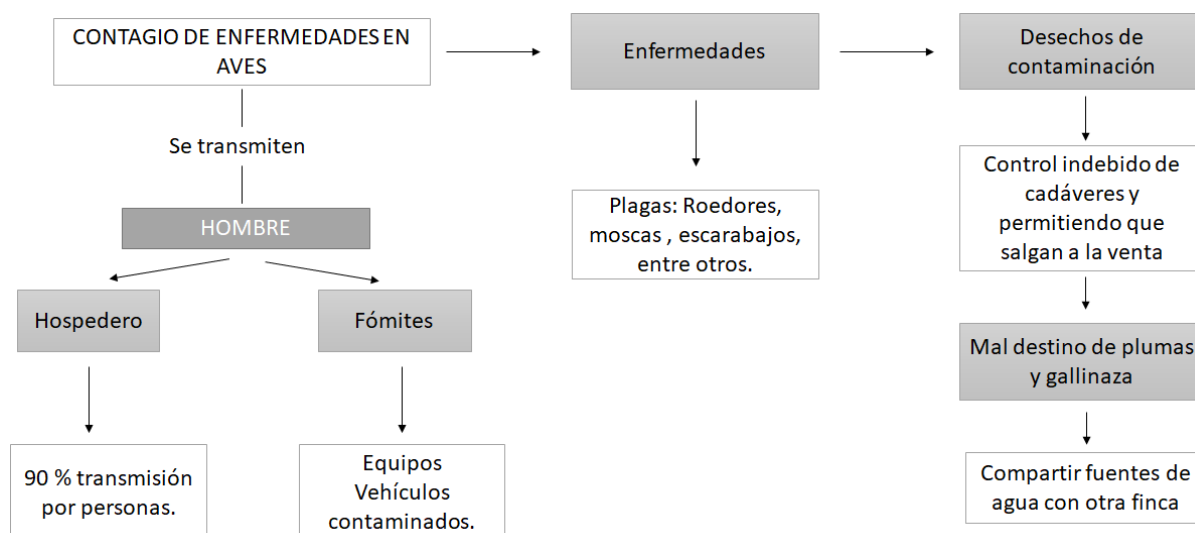 CONTAGIO DE ENFERMEDADES EN
AVES
Se transmiten
HOMBRE
Hospedero
90 % transmisión
por personas.
Fómites
Equipos
Vehículos
contaminados.
Enfermedades
Plagas: Roedores,
moscas , escarabajos,
entre otros.
Desechos de
contaminación
Control indebido de
cadáveres y
permitiendo que
salgan a la venta
Mal destino de plumas
y gallinaza
Compartir fuentes de
agua con otra finca